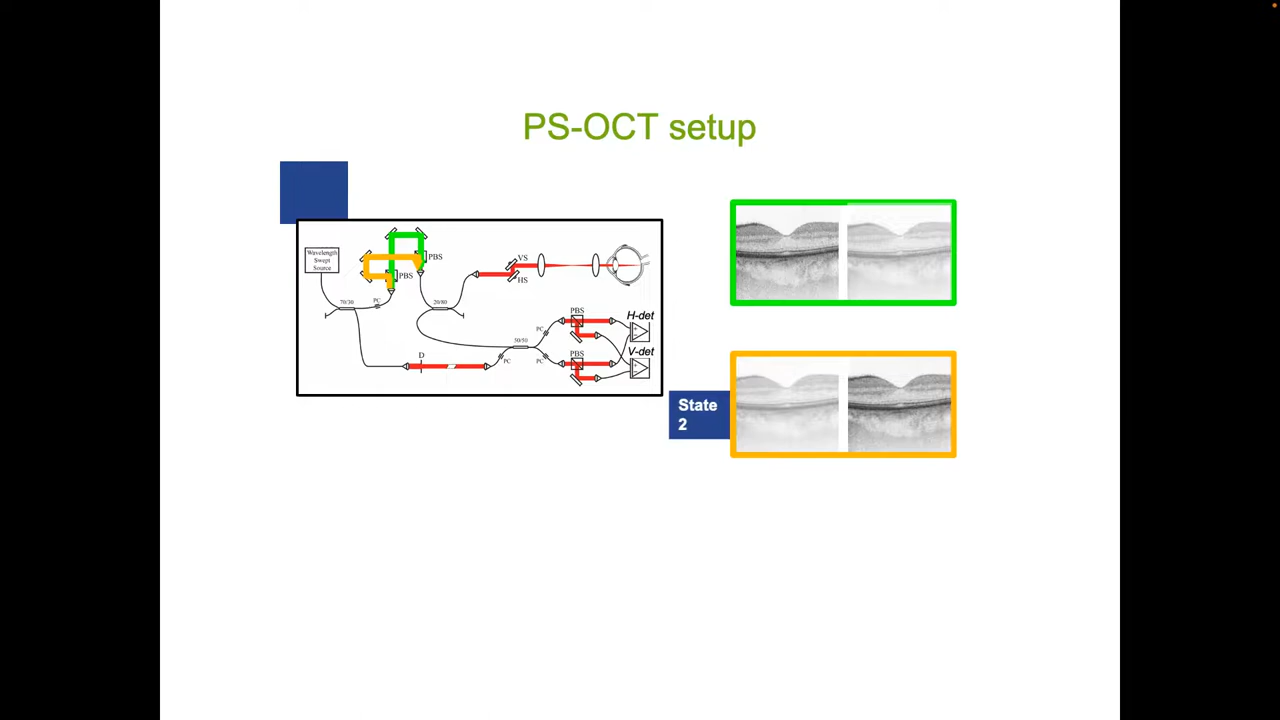 PS-OCT setup
Wavelength
Swept
Source
PBS
PBS
VS
HS
70/30
PC
20/80
PBS
H-det
PC
50/50
V-det
D
PC
PC
PBS
State
2